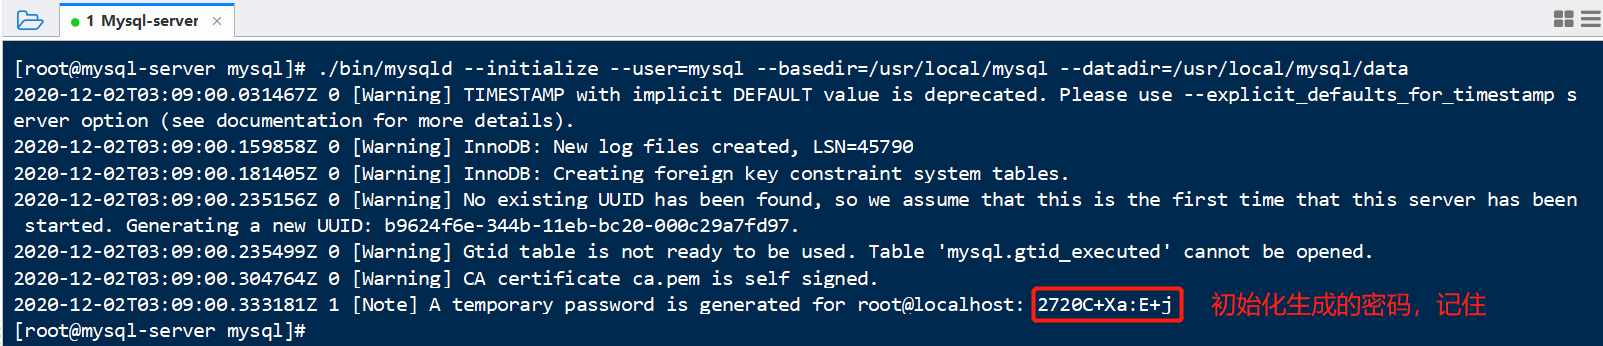 1 Mysql-server ×
[root@mysql-server mysql]# ./bin/mysqld --initialize --user=mysql --basedir=/usr/local/mysql --datadir=/usr/local/mysql/data
2020-12-02T03:09:00.031467Z 0 [Warning] TIMESTAMP with implicit DEFAULT value is deprecated. Please use --explicit_defaults_for_timestamp s
erver option (see documentation for more details).
2020-12-02T03:09:00.159858Z 0 [Warning] InnoDB: New log files created, LSN=45790
2020-12-02T03:09:00.181405Z 0 [Warning] InnoDB: Creating foreign key constraint system tables.
2020-12-02T03:09:00.235156Z 0 [Warning] No existing UUID has been found, so we assume that this is the first time that this server has been
 started. Generating a new UUID: b9624f6e-344b-11eb-bc20-000c29a7fd97.
2020-12-02T03:09:00.235499Z 0 [Warning] Gtid table is not ready to be used. Table 'mysql.gtid_executed' cannot be opened.
2020-12-02T03:09:00.304764Z 0 [Warning] CA certificate ca.pem is self signed.
2020-12-02T03:09:00.333181Z 1 [Note] A temporary password is generated for root@localhost: 2720C+Xa:E+j 初始化生成的密码，记住
[root@mysql-server mysql]#